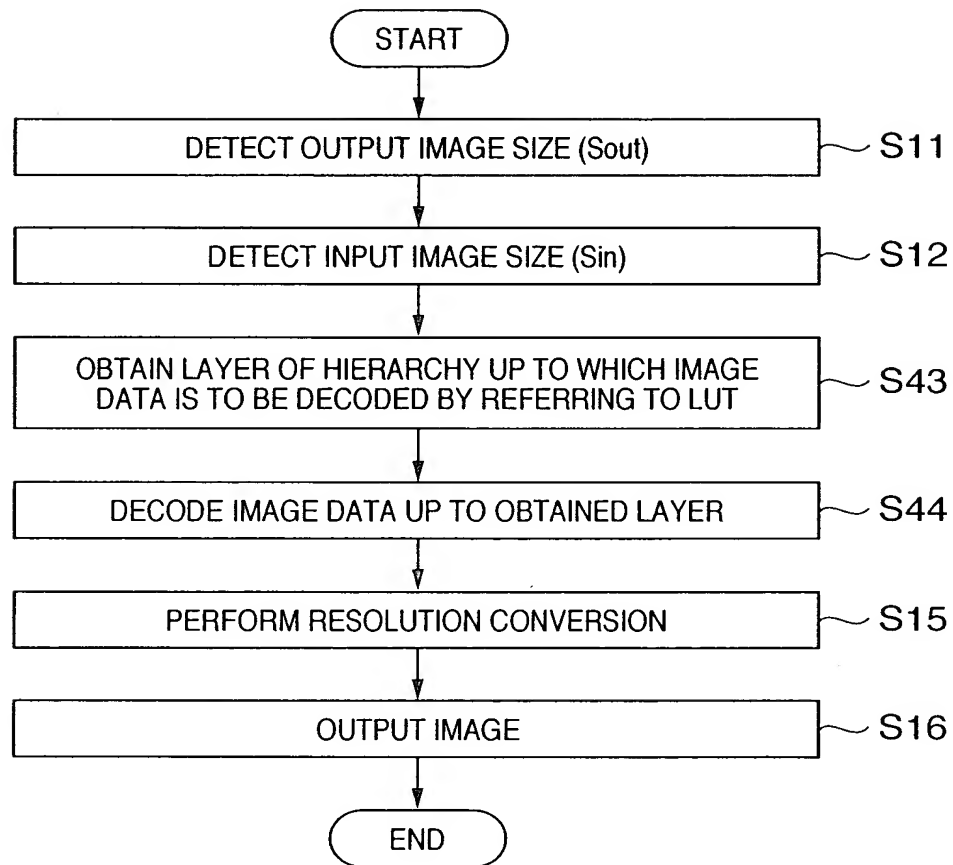 START
DETECT OUTPUT IMAGE SIZE (Sout)
S11
DETECT INPUT IMAGE SIZE (Sin)
S12
OBTAIN LAYER OF HIERARCHY UP TO WHICH IMAGE
DATA IS TO BE DECODED BY REFERRING TO LUT
S43
DECODE IMAGE DATA UP TO OBTAINED LAYER
S44
PERFORM RESOLUTION CONVERSION
S15
OUTPUT IMAGE
S16
END